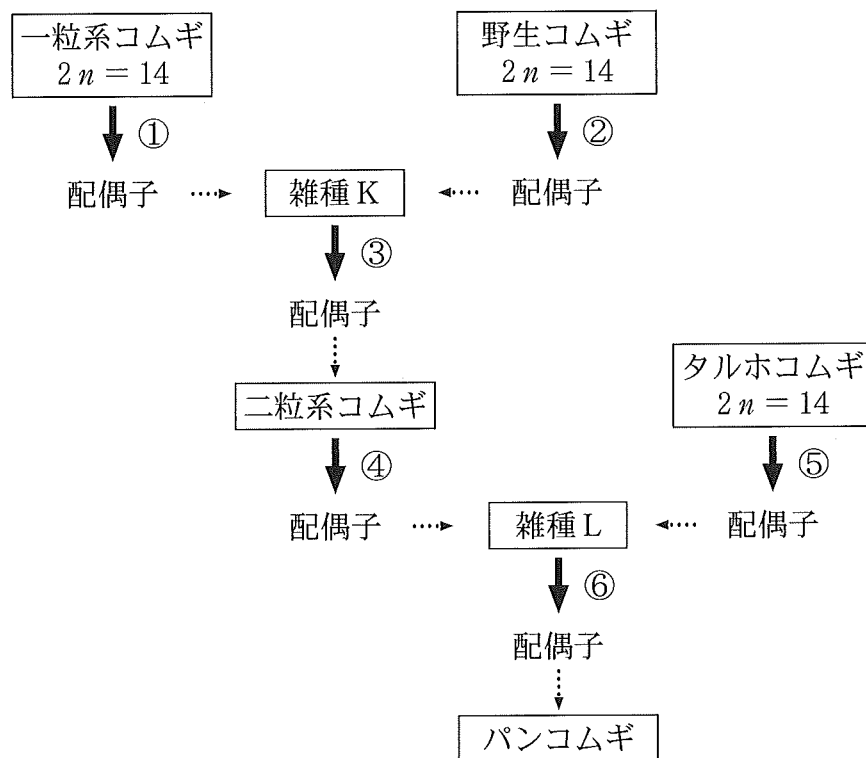 一粒系コムギ
2n = 14
野生コムギ
2n = 14
①
②
配偶子
雑種K
配偶子
③
配偶子
二粒系コムギ
タルホコムギ
2n = 14
④
⑤
配偶子
雑種L
配偶子
⑥
配偶子
パンコムギ